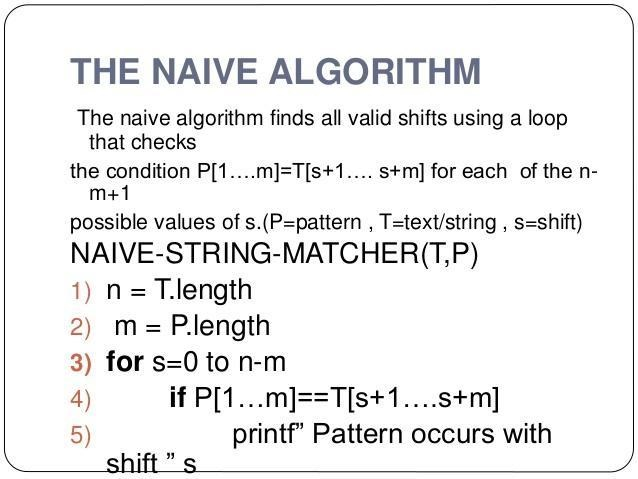 THE NAIVE ALGORITHM
The naive algorithm finds all valid shifts using a loop
that checks
the condition P[1….m]=T[s+1…. s+m] for each of the n-
m+1
possible values of s.(P=pattern , T=text/string , s=shift)
NAIVE-STRING-MATCHER(T,P)
1) n = T.length
2) m = P.length
3) for s=0 to n-m
4) if P[1…m]==T[s+1….s+m]
5) printf” Pattern occurs with
shift ” s